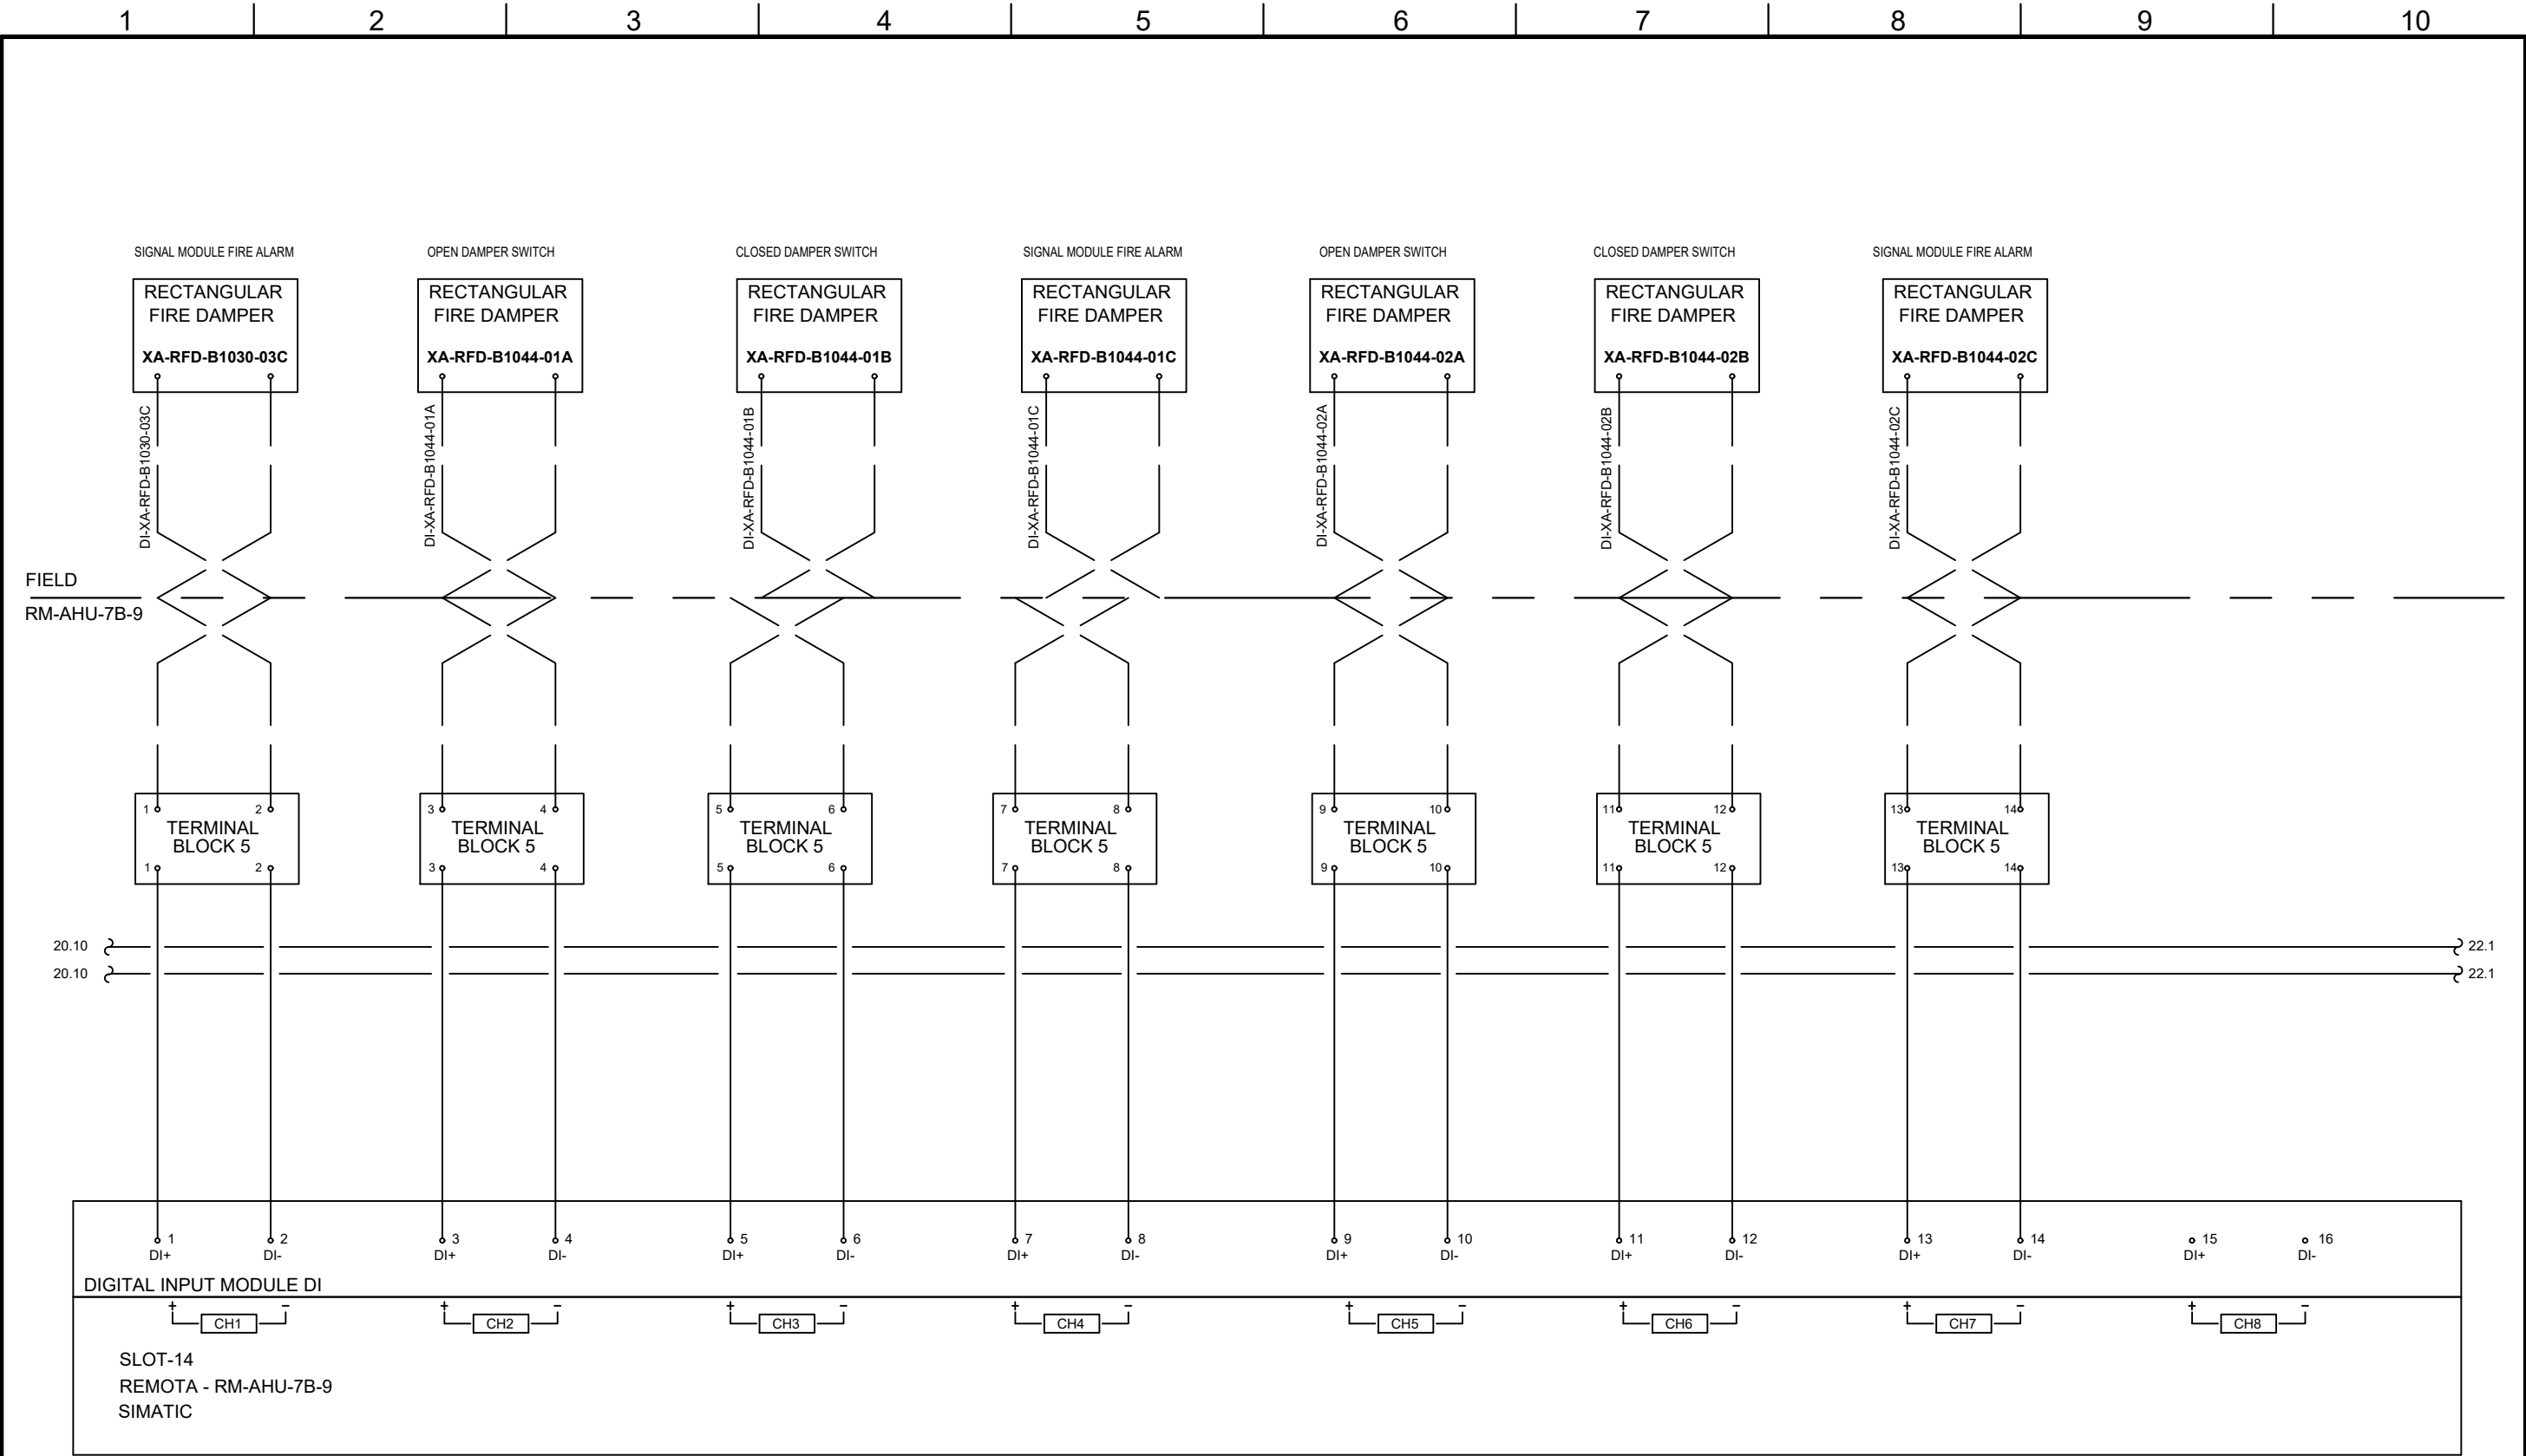 1 2 3 4 5 6 7 8 9 10
SIGNAL MODULE FIRE ALARM
OPEN DAMPER SWITCH
CLOSED DAMPER SWITCH
SIGNAL MODULE FIRE ALARM
OPEN DAMPER SWITCH
CLOSED DAMPER SWITCH
SIGNAL MODULE FIRE ALARM
RECTANGULAR
FIRE DAMPER
XA-RFD-B1030-03C
RECTANGULAR
FIRE DAMPER
XA-RFD-B1044-01A
RECTANGULAR
FIRE DAMPER
XA-RFD-B1044-01B
RECTANGULAR
FIRE DAMPER
XA-RFD-B1044-01C
RECTANGULAR
FIRE DAMPER
XA-RFD-B1044-02A
RECTANGULAR
FIRE DAMPER
XA-RFD-B1044-02B
RECTANGULAR
FIRE DAMPER
XA-RFD-B1044-02C
DI-XA-RFD-B1030-03C
DI-XA-RFD-B1044-01A
DI-XA-RFD-B1044-01B
DI-XA-RFD-B1044-01C
DI-XA-RFD-B1044-02A
DI-XA-RFD-B1044-02B
DI-XA-RFD-B1044-02C
FIELD
RM-AHU-7B-9
1 2
TERMINAL
BLOCK 5
1 2
3 4
TERMINAL
BLOCK 5
3 4
5 6
TERMINAL
BLOCK 5
5 6
7 8
TERMINAL
BLOCK 5
7 8
9 10
TERMINAL
BLOCK 5
9 10
11 12
TERMINAL
BLOCK 5
11 12
13 14
TERMINAL
BLOCK 5
13 14
20.10 22.1
20.10 22.1
1 2 3 4 5 6 7 8 9 10 11 12 13 14 15 16
DI+ DI- DI+ DI- DI+ DI- DI+ DI- DI+ DI- DI+ DI- DI+ DI- DI+ DI-
DIGITAL INPUT MODULE DI
+ − + − + − + − + − + − + − + −
CH1 CH2 CH3 CH4 CH5 CH6 CH7 CH8
SLOT-14
REMOTA - RM-AHU-7B-9
SIMATIC